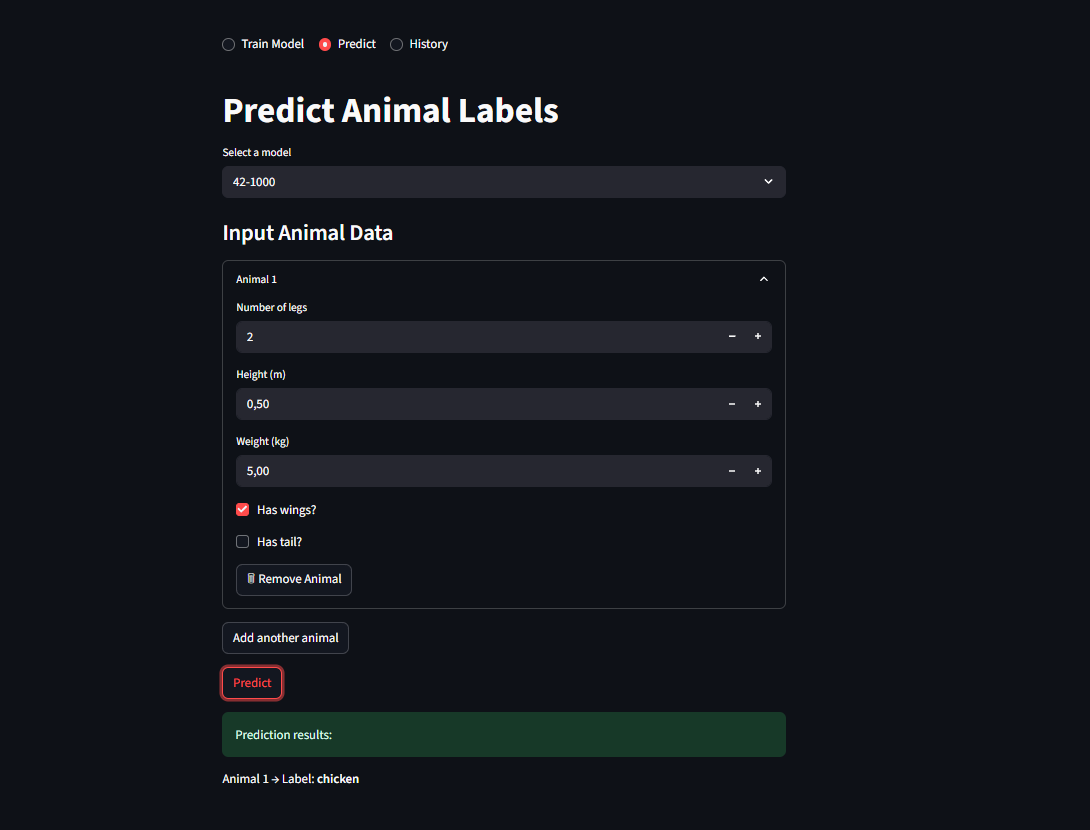 Train Model Predict History
Predict Animal Labels
Select a model
42-1000
Input Animal Data
Animal 1
Number of legs
2
Height (m)
0,50
Weight (kg)
5,00
Has wings?
Has tail?
Remove Animal
Add another animal
Predict
Prediction results:
Animal 1 → Label: chicken